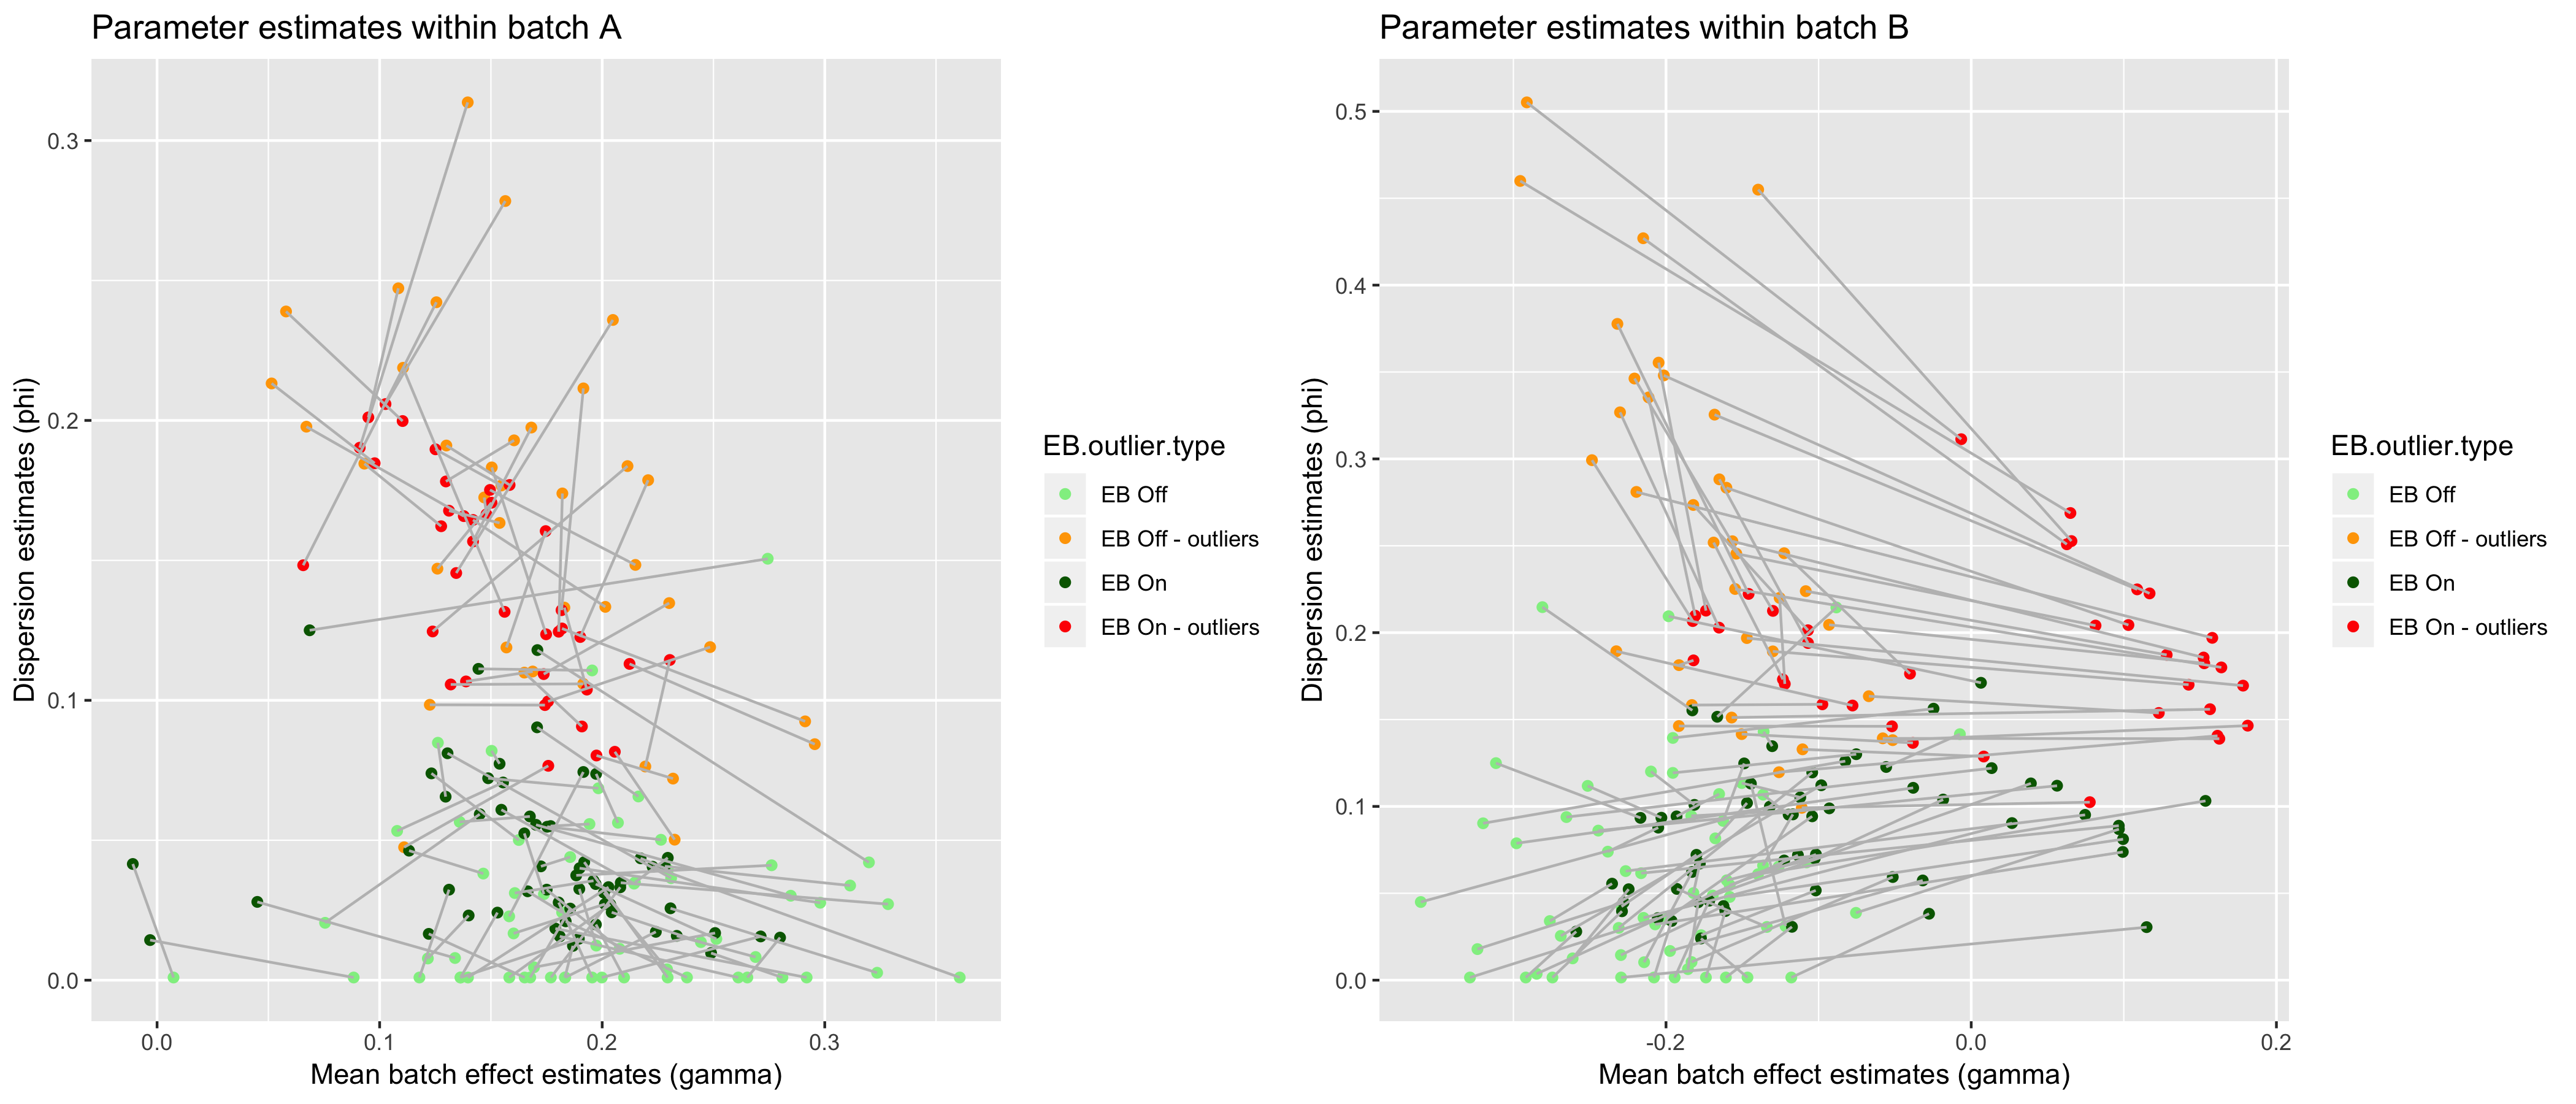 Parameter estimates within batch A
Dispersion estimates (phi)
0.3
0.2
0.1
0.0
0.0 0.1 0.2 0.3
Mean batch effect estimates (gamma)
EB.outlier.type
EB Off
EB Off - outliers
EB On
EB On - outliers
Parameter estimates within batch B
Dispersion estimates (phi)
0.5
0.4
0.3
0.2
0.1
0.0
-0.2 0.0 0.2
Mean batch effect estimates (gamma)
EB.outlier.type
EB Off
EB Off - outliers
EB On
EB On - outliers